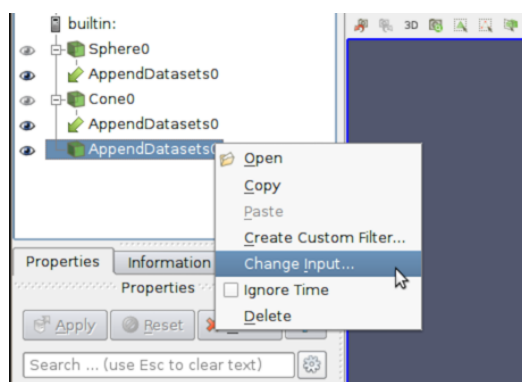 builtin:
3D
Sphere0
AppendDatasets0
Cone0
AppendDatasets0
AppendDatasets0
Open
Copy
Paste
Create Custom Filter...
Change Input...
Ignore Time
Delete
Properties
Information
Properties
Apply
Reset
Search ... (use Esc to clear text)